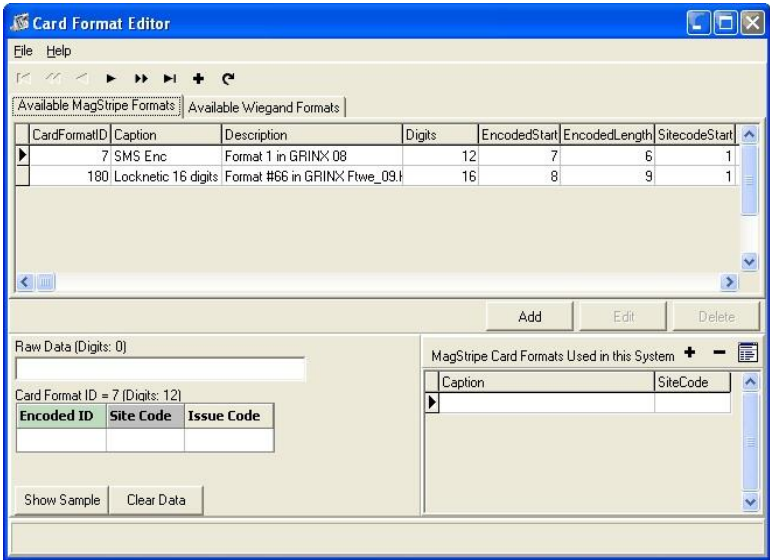 Card Format Editor
File Help
Available MagStripe Formats Available Wiegand Formats
CardFormatID Caption Description Digits EncodedStart EncodedLength SitecodeStart
7 SMS Enc Format 1 in GRINX 08 12 7 6 1
180 Locknetic 16 digits Format #66 in GRINX Ftwe_09. 16 8 9 1
Add Edit Delete
Raw Data (Digits: 0)
MagStripe Card Formats Used in this System
Caption SiteCode
Card Format ID = 7 (Digits: 12)
Encoded ID Site Code Issue Code
Show Sample Clear Data